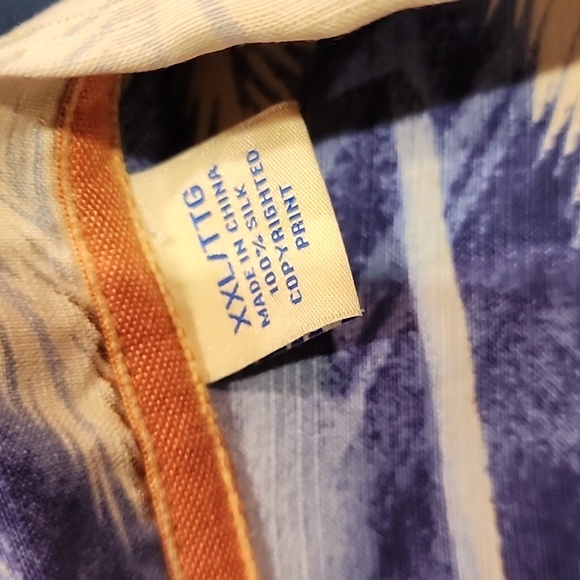 XXL/TTG
MADE IN CHINA
100% SILK
COPYRIGHTED
PRINT